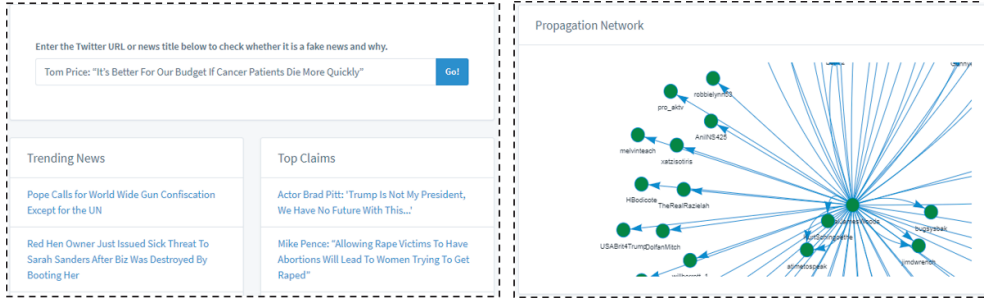 Enter the Twitter URL or news title below to check whether it is a fake news and why.
Tom Price: "It's Better For Our Budget If Cancer Patients Die More Quickly"
Go!
Trending News
Pope Calls for World Wide Gun Confiscation
Except for the UN
Red Hen Owner Just Issued Sick Threat To
Sarah Sanders After Biz Was Destroyed By
Booting Her
Top Claims
Actor Brad Pitt: 'Trump Is Not My President,
We Have No Future With This...'
Mike Pence: "Allowing Rape Victims To Have
Abortions Will Lead To Women Trying To Get
Raped"
Propagation Network
robbielynn53
pro_aktv
AniINS425
melvinteach
xatzisotiris
HBodicote
TheRealRazielah
bugsysbak
USABrit4Trump
DolfenMitch
jimdwrench
atimetospeak